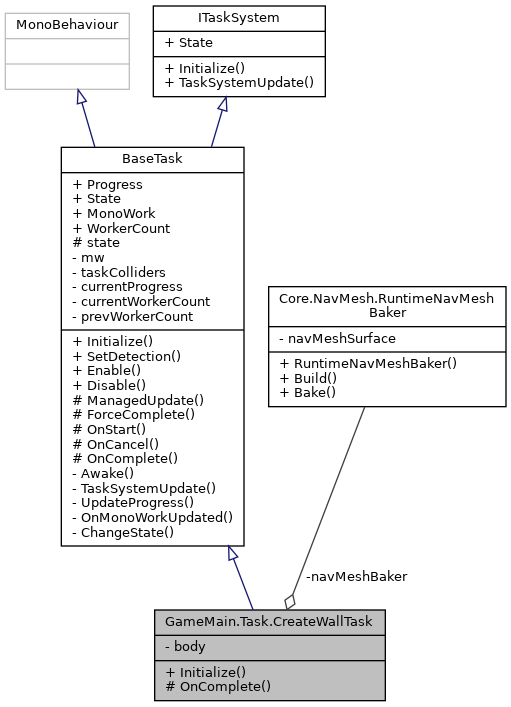 MonoBehaviour
ITaskSystem
+ State
+ Initialize()
+ TaskSystemUpdate()
BaseTask
+ Progress
+ State
+ MonoWork
+ WorkerCount
# state
- mw
- taskColliders
- currentProgress
- currentWorkerCount
- prevWorkerCount
+ Initialize()
+ SetDetection()
+ Enable()
+ Disable()
# ManagedUpdate()
# ForceComplete()
# OnStart()
# OnCancel()
# OnComplete()
- Awake()
- TaskSystemUpdate()
- UpdateProgress()
- OnMonoWorkUpdated()
- ChangeState()
Core.NavMesh.RuntimeNavMesh
Baker
- navMeshSurface
+ RuntimeNavMeshBaker()
+ Build()
+ Bake()
-navMeshBaker
GameMain.Task.CreateWallTask
- body
+ Initialize()
# OnComplete()